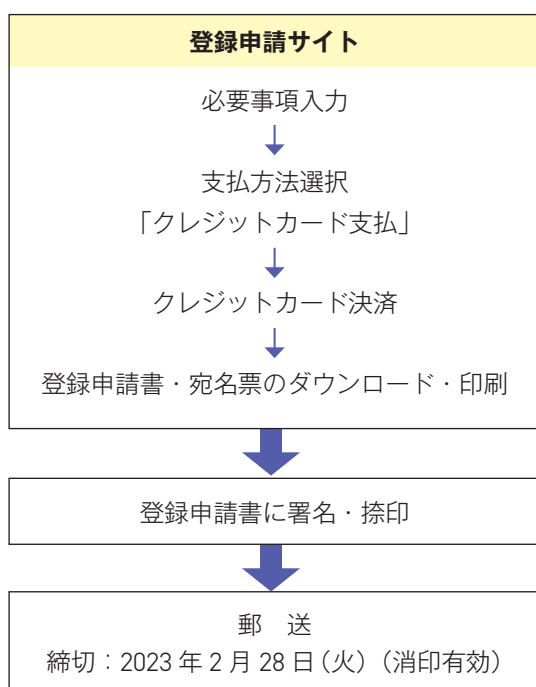 登録申請サイト
必要事項入力
支払方法選択
「クレジットカード支払」
クレジットカード決済
登録申請書・宛名票のダウンロード・印刷
登録申請書に署名・捺印
郵　送
締切：2023 年 2 月 28 日（火）（消印有効）